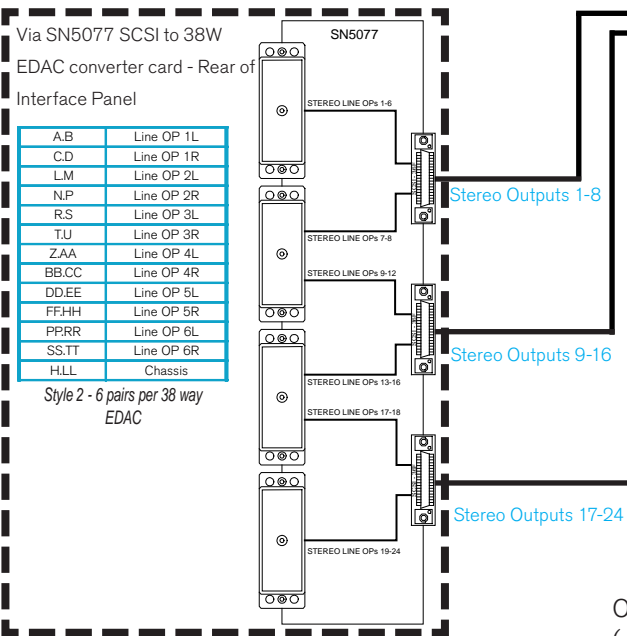 Via SN5077 SCSI to 38W
EDAC converter card - Rear of
Interface Panel
A.B Line OP 1L
C.D Line OP 1R
L.M Line OP 2L
N.P Line OP 2R
R.S Line OP 3L
T.U Line OP 3R
Z.AA Line OP 4L
BB.CC Line OP 4R
DD.EE Line OP 5L
FF.HH Line OP 5R
PP.RR Line OP 6L
SS.TT Line OP 6R
H.LL Chassis
Style 2 - 6 pairs per 38 way
EDAC
SN5077
STEREO LINE OPs 1-6
STEREO LINE OPs 7-8
STEREO LINE OPs 9-12
STEREO LINE OPs 13-16
STEREO LINE OPs 17-18
STEREO LINE OPs 19-24
Stereo Outputs 1-8
Stereo Outputs 9-16
Stereo Outputs 17-24